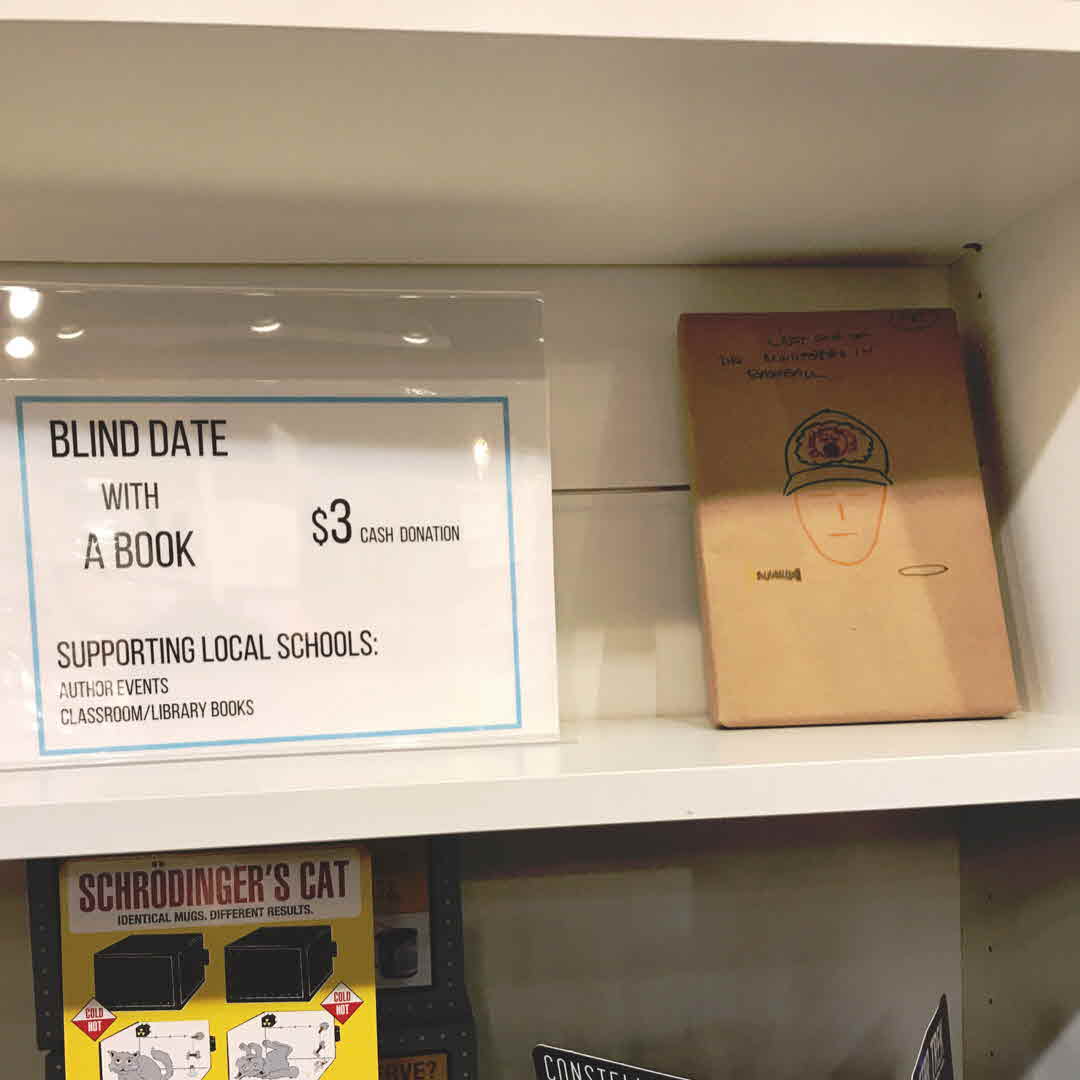 BLIND DATE
WITH
A BOOK
$3 CASH DONATION
SUPPORTING LOCAL SCHOOLS:
AUTHOR EVENTS
CLASSROOM/LIBRARY BOOKS
SCHRÖDINGER'S CAT
IDENTICAL MUGS. DIFFERENT RESULTS.
COLD
HOT
COLD
HOT